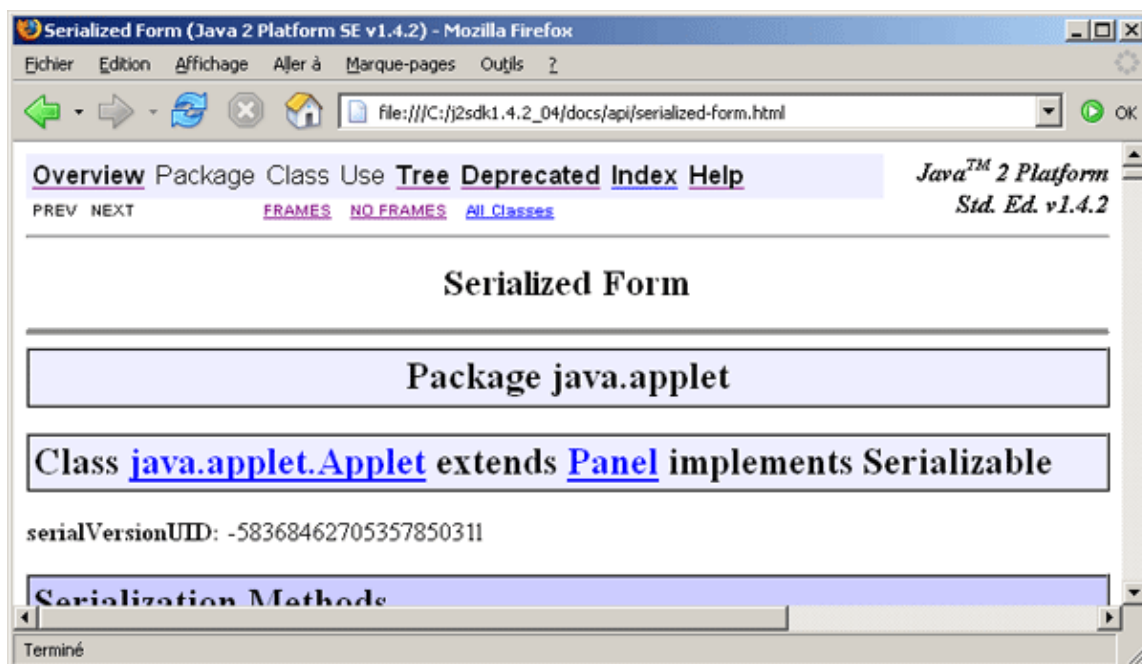 Serialized Form (Java 2 Platform SE v1.4.2) - Mozilla Firefox
Fichier Edition Affichage Aller à Marque-pages Outils ?
file:///C:/j2sdk1.4.2_04/docs/api/serialized-form.html OK
Overview Package Class Use Tree Deprecated Index Help
Java™ 2 Platform
Std. Ed. v1.4.2
PREV NEXT FRAMES NO FRAMES All Classes
Serialized Form
Package java.applet
Class java.applet.Applet extends Panel implements Serializable
serialVersionUID: -5836846270535785031l
Serialization Methods
Terminé